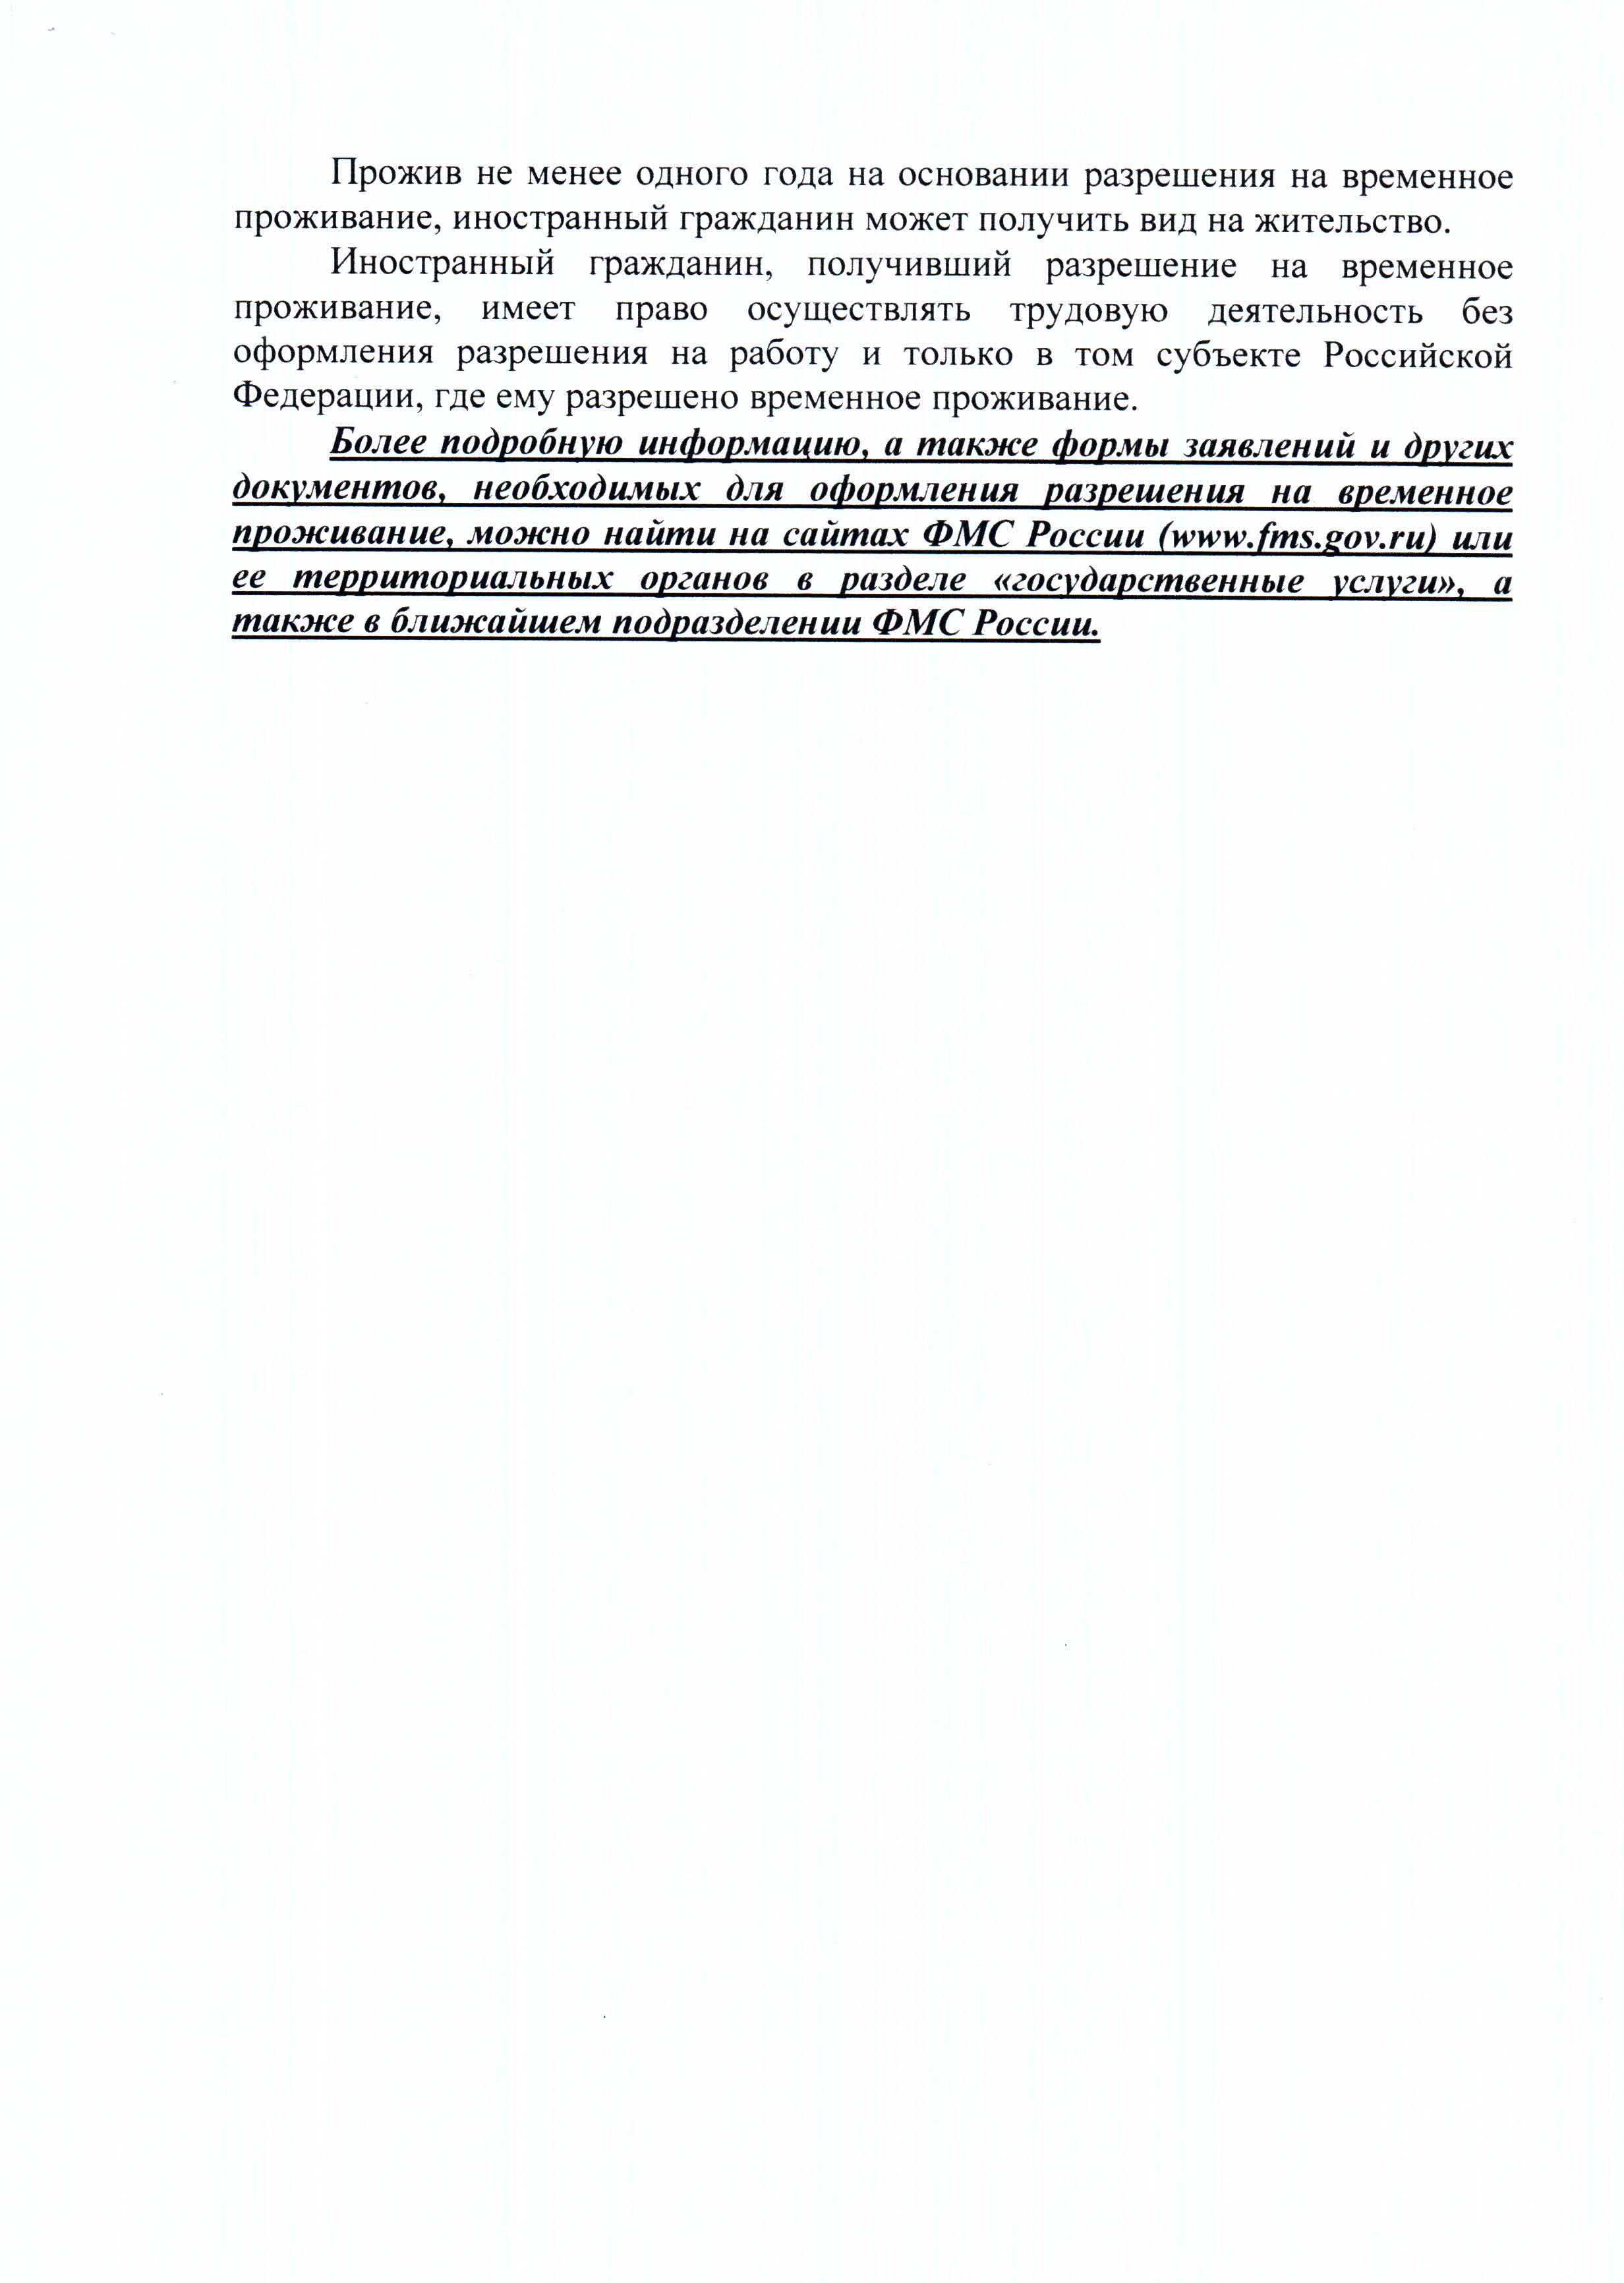 Прожив не менее одного года на основании разрешения на временное
проживание, иностранный гражданин может получить вид на жительство.
Иностранный гражданин, получивший разрешение на временное
проживание, имеет право осуществлять трудовую деятельность без
оформления разрешения на работу и только в том субъекте Российской
Федерации, где ему разрешено временное проживание.
Более подробную информацию, а также формы заявлений и других
документов, необходимых для оформления разрешения на временное
проживание, можно найти на сайтах ФМС России (www.fms.gov.ru) или
ее территориальных органов в разделе «государственные услуги», а
также в ближайшем подразделении ФМС России.